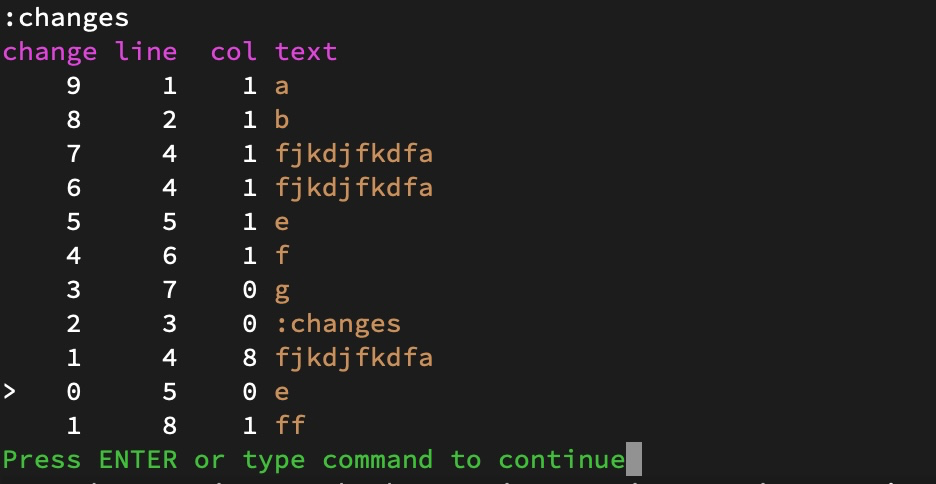 :changes
change line  col text
    9     1    1 a
    8     2    1 b
    7     4    1 fjkdjfkdfa
    6     4    1 fjkdjfkdfa
    5     5    1 e
    4     6    1 f
    3     7    0 g
    2     3    0 :changes
    1     4    8 fjkdjfkdfa
>   0     5    0 e
    1     8    1 ff
Press ENTER or type command to continue